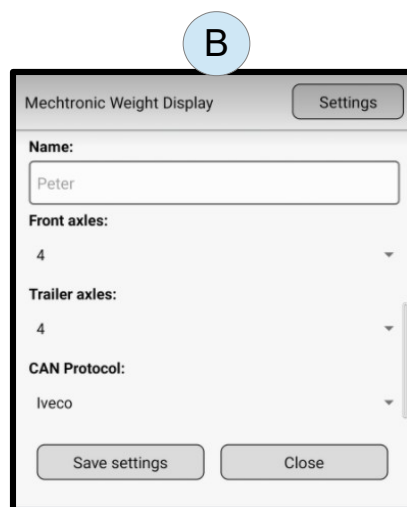 B
Mechtronic Weight Display Settings
Name:
Peter
Front axles:
4
Trailer axles:
4
CAN Protocol:
Iveco
Save settings Close